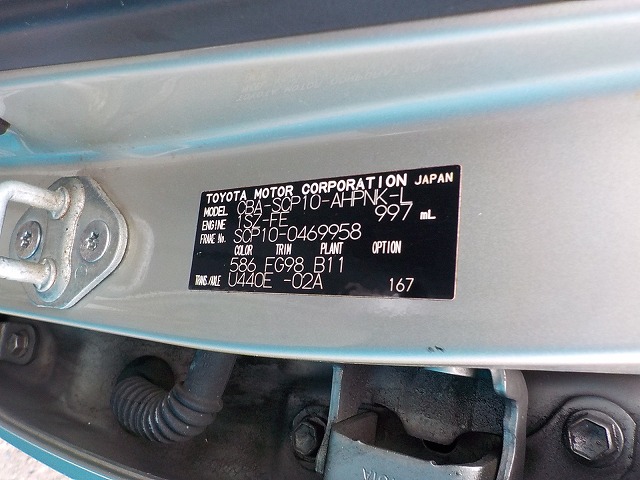 TOYOTA MOTOR CORPORATION JAPAN
MODEL CBA-SCP10-AHPNK-L
ENGINE 1SZ-FE 997 mL
FRAME No. SCP10-0469958
COLOR TRIM PLANT OPTION
586 FG98 B11
TRANS./AXLE U440E -02A 167